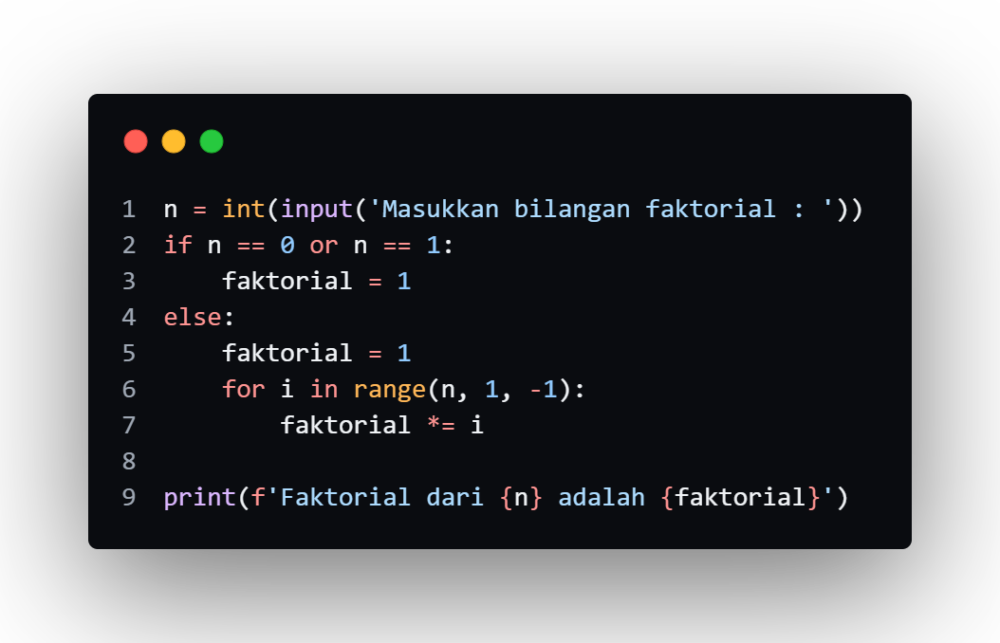 1 n = int(input('Masukkan bilangan faktorial : '))
2 if n == 0 or n == 1:
3     faktorial = 1
4 else:
5     faktorial = 1
6     for i in range(n, 1, -1):
7         faktorial *= i
8
9 print(f'Faktorial dari {n} adalah {faktorial}')